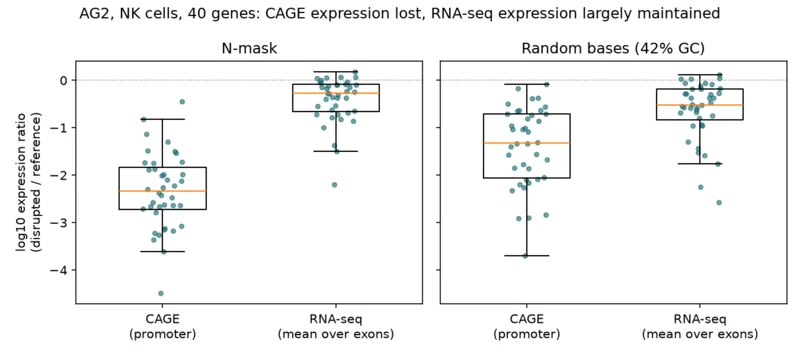 AG2, NK cells, 40 genes: CAGE expression lost, RNA-seq expression largely maintained
N-mask
Random bases (42% GC)
log10 expression ratio
(disrupted / reference)
0
−1
−2
−3
−4
CAGE
(promoter)
RNA-seq
(mean over exons)
CAGE
(promoter)
RNA-seq
(mean over exons)